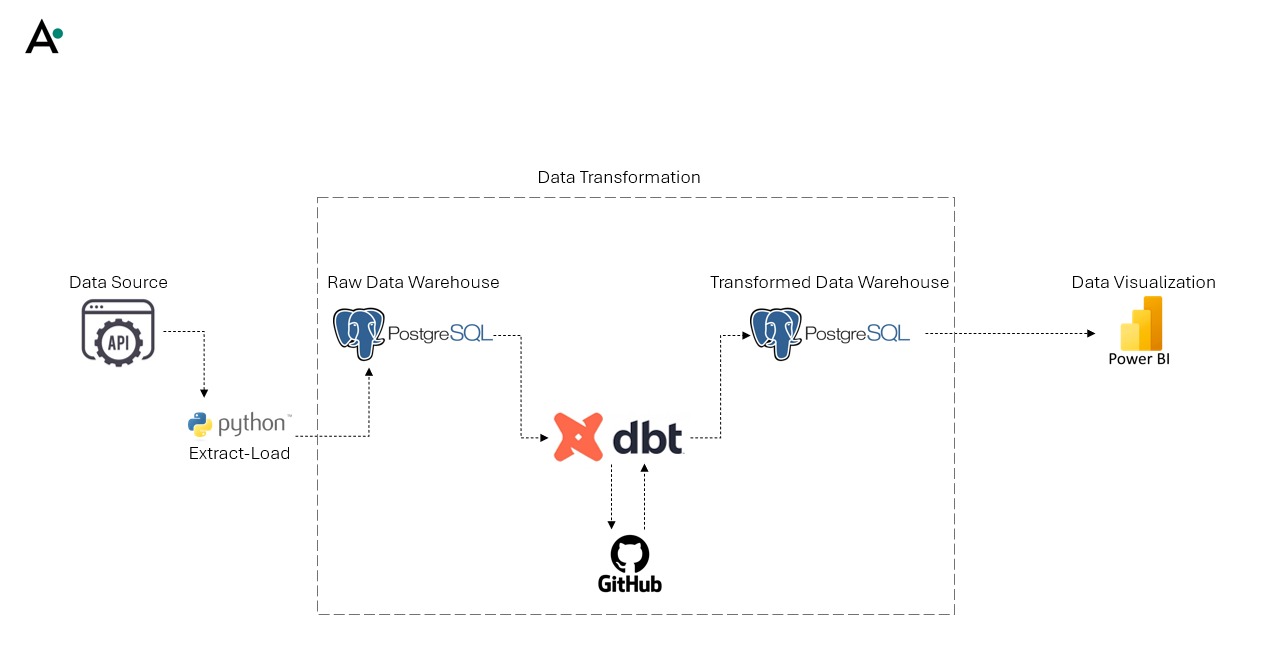 A
Data Transformation
Data Source
Raw Data Warehouse
Transformed Data Warehouse
Data Visualization
API
PostgreSQL
PostgreSQL
Power BI
python™
Extract-Load
dbt
GitHub